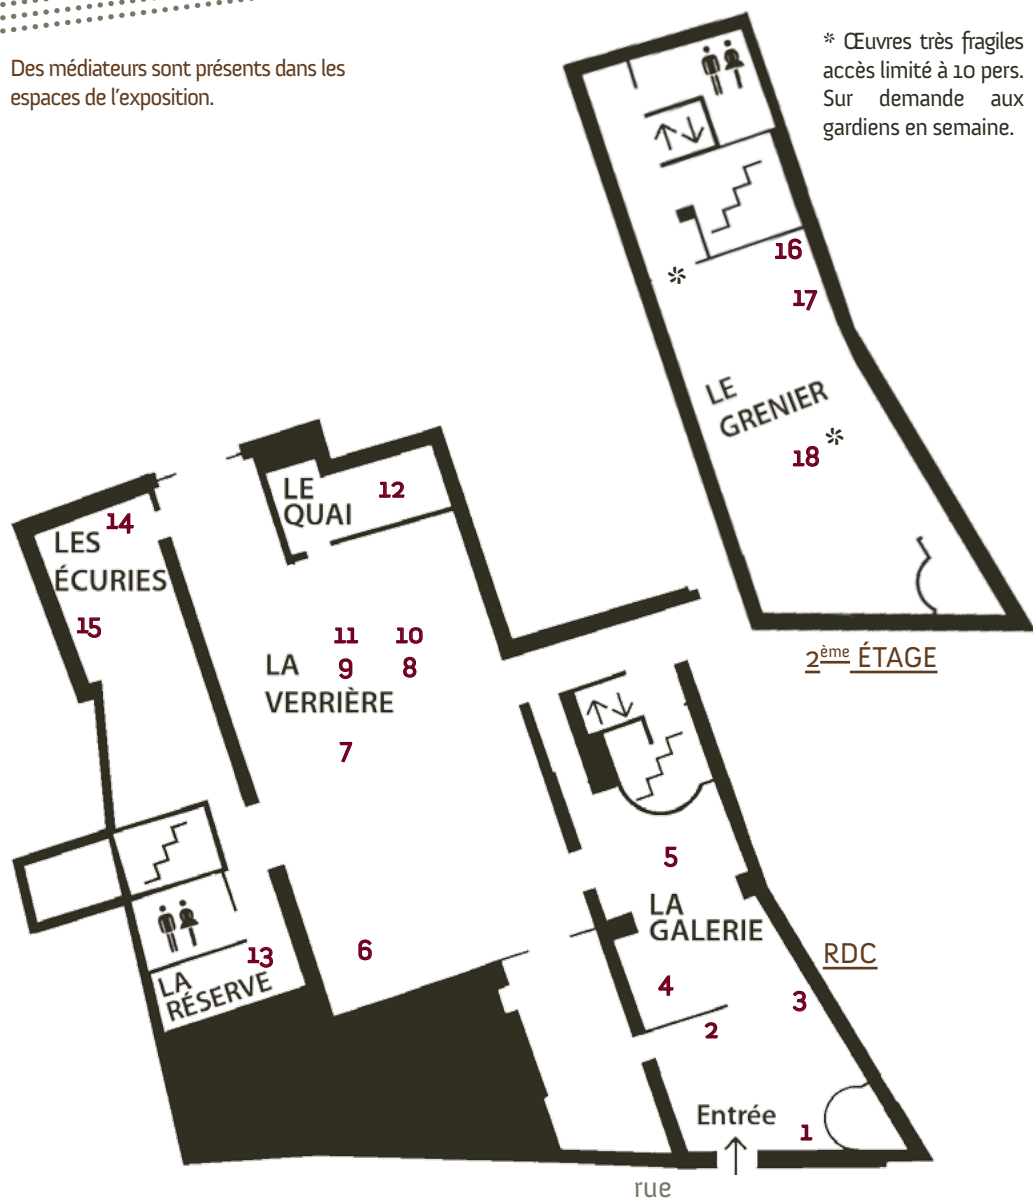 Des médiateurs sont présents dans les
espaces de l'exposition.
* Œuvres très fragiles
accès limité à 10 pers.
Sur demande aux
gardiens en semaine.
16
*
17
LE
GRENIER
18 *
2ème ÉTAGE
LE
QUAI
12
14
LES
ÉCURIES
15
11 10
9 8
LA
VERRIÈRE
7
5
LA
GALERIE
6
13
LA
RÉSERVE
RDC
4
3
2
Entrée
1
rue